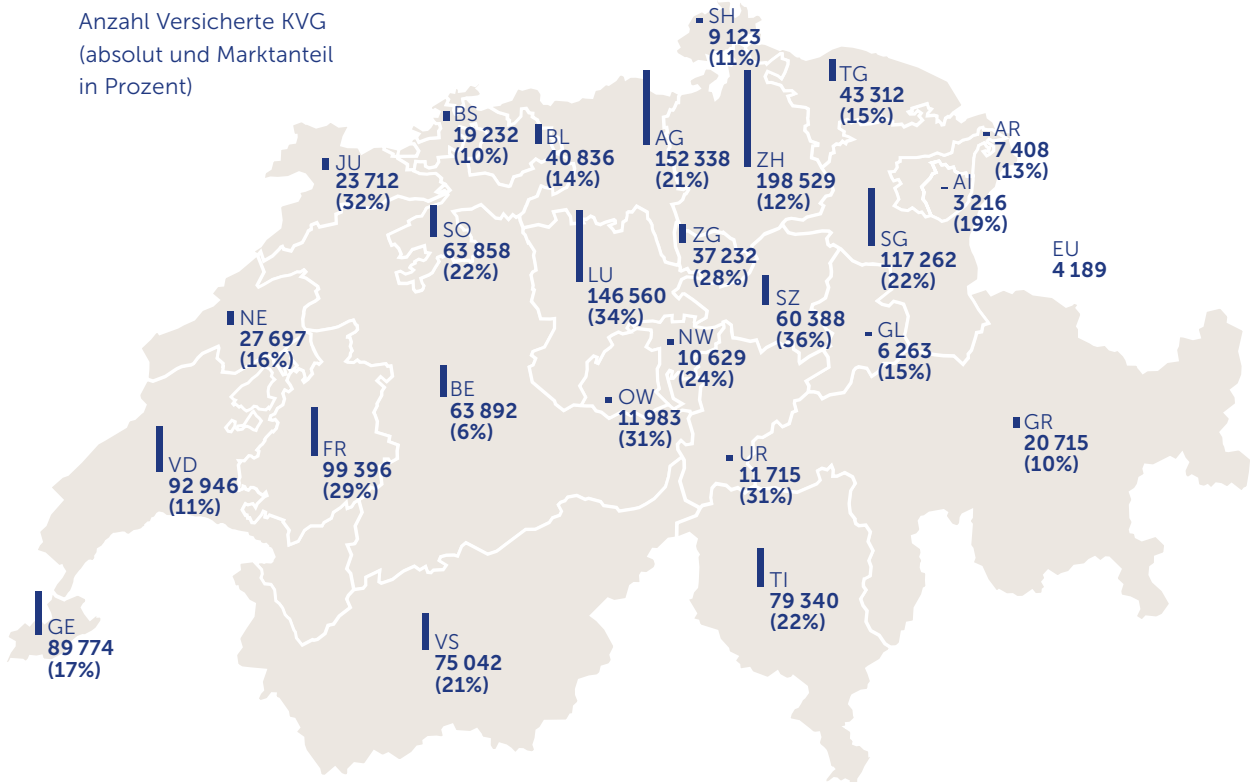 Anzahl Versicherte KVG
(absolut und Marktanteil
in Prozent)
SH
9 123
(11%)
TG
43 312
(15%)
BS
19 232
(10%)
BL
40 836
(14%)
AG
152 338
(21%)
ZH
198 529
(12%)
AR
7 408
(13%)
JU
23 712
(32%)
AI
3 216
(19%)
SO
63 858
(22%)
ZG
37 232
(28%)
SG
117 262
(22%)
EU
4 189
LU
146 560
(34%)
SZ
60 388
(36%)
NE
27 697
(16%)
NW
10 629
(24%)
GL
6 263
(15%)
BE
63 892
(6%)
OW
11 983
(31%)
GR
20 715
(10%)
FR
99 396
(29%)
VD
92 946
(11%)
UR
11 715
(31%)
TI
79 340
(22%)
GE
89 774
(17%)
VS
75 042
(21%)